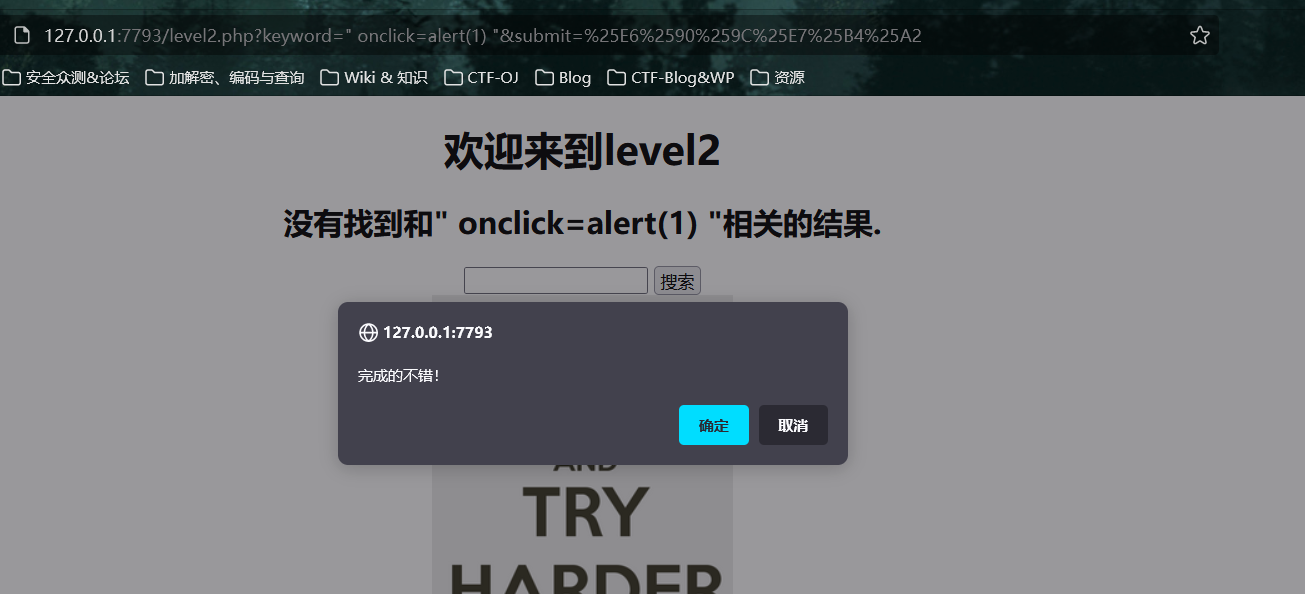 127.0.0.1:7793/level2.php?keyword=" onclick=alert(1) "&submit=%25E6%2590%259C%25E7%25B4%25A2
安全众测&论坛 加解密、编码与查询 Wiki & 知识 CTF-OJ Blog CTF-Blog&WP 资源
欢迎来到level2
没有找到和" onclick=alert(1) "相关的结果.
搜索
127.0.0.1:7793
完成的不错!
确定 取消
AND
TRY
HARDER